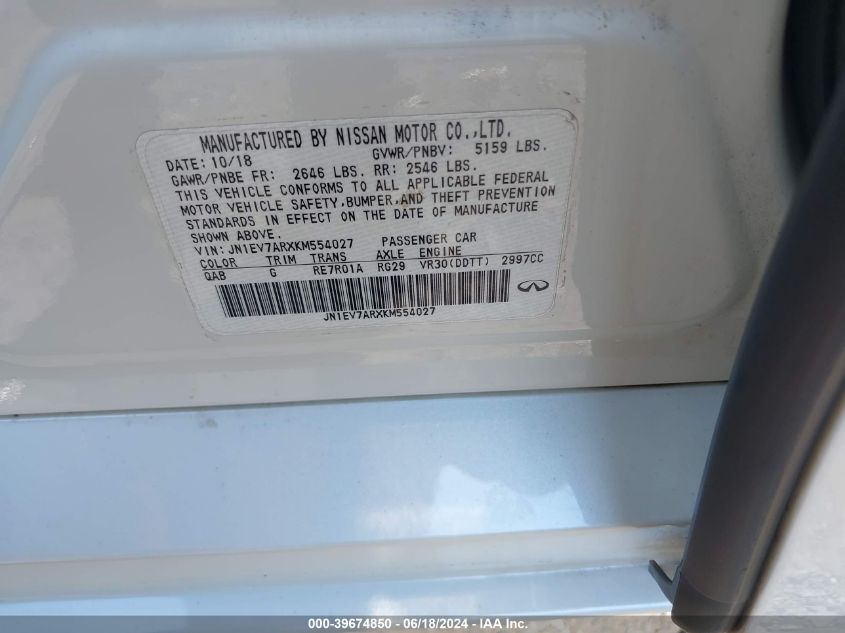 MANUFACTURED BY NISSAN MOTOR CO.,LTD.
DATE: 10/18 GVWR/PNBV: 5159 LBS.
GAWR/PNBE FR: 2646 LBS. RR: 2546 LBS.
THIS VEHICLE CONFORMS TO ALL APPLICABLE FEDERAL
MOTOR VEHICLE SAFETY,BUMPER,AND THEFT PREVENTION
STANDARDS IN EFFECT ON THE DATE OF MANUFACTURE
SHOWN ABOVE.
VIN:JN1EV7ARXKM554027 PASSENGER CAR
COLOR TRIM TRANS AXLE ENGINE
QAB G RE7R01A RG29 VR30(DDTT) 2997CC
JN1EV7ARXKM554027
000-39674850 - 06/18/2024 - IAA Inc.